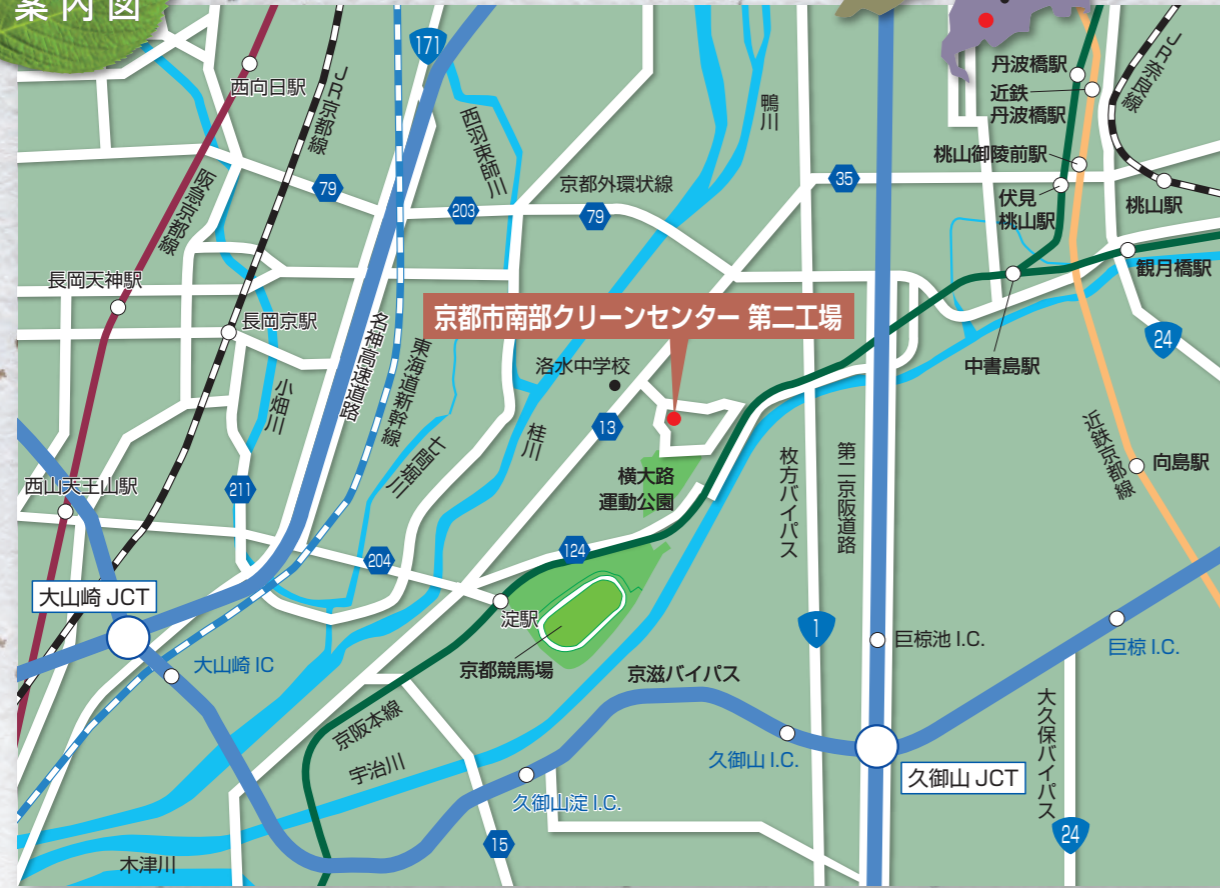 案内図
171
西向日駅
JR京都線
西羽束師川
鴨川
丹波橋駅
近鉄
丹波橋駅
JR奈良線
阪急京都線
79
203
京都外環状線
79
35
桃山御陵前駅
伏見
桃山駅
桃山駅
観月橋駅
長岡天神駅
長岡京駅
名神高速道路
東海道新幹線
京都市南部クリーンセンター 第二工場
洛水中学校
中書島駅
24
小畑川
七間堀川
桂川
13
横大路
運動公園
枚方バイパス
第二京阪道路
近鉄京都線
向島駅
西山天王山駅
211
204
124
大山崎 JCT
淀駅
京都競馬場
1
巨椋池 I.C.
巨椋 I.C.
大山崎 IC
京滋バイパス
京阪本線
宇治川
久御山 I.C.
久御山 JCT
大久保バイパス
久御山淀 I.C.
15
24
木津川